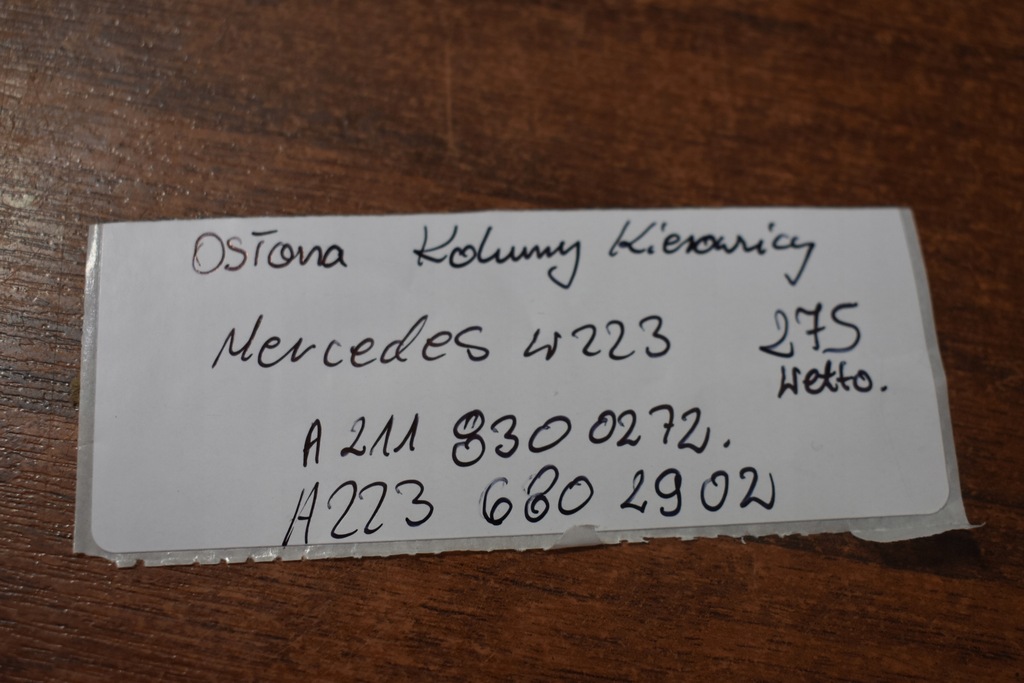 Osłona Kolumny Kierownicy
Mercedes W223 275
netto.
A 211 830 0272.
A223 680 2902